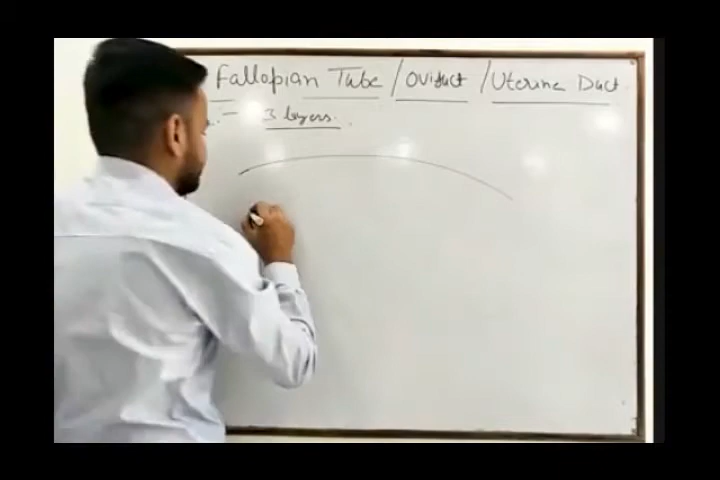 Fallopian Tube / Oviduct / Uterine Duct
:- 3 layers.